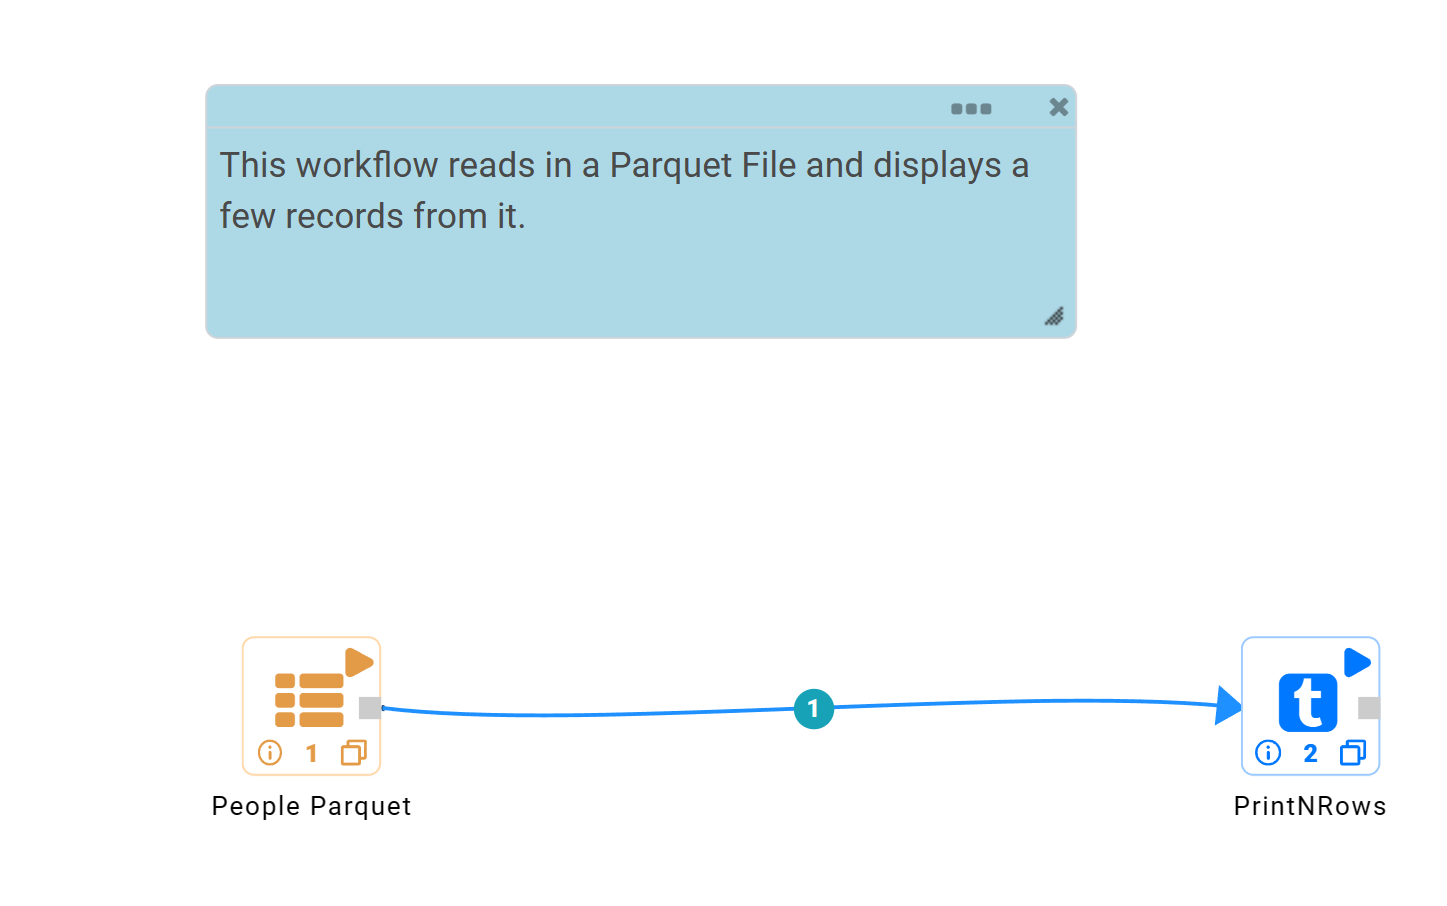 This workflow reads in a Parquet File and displays a
few records from it.
1
1
2
People Parquet
PrintNRows